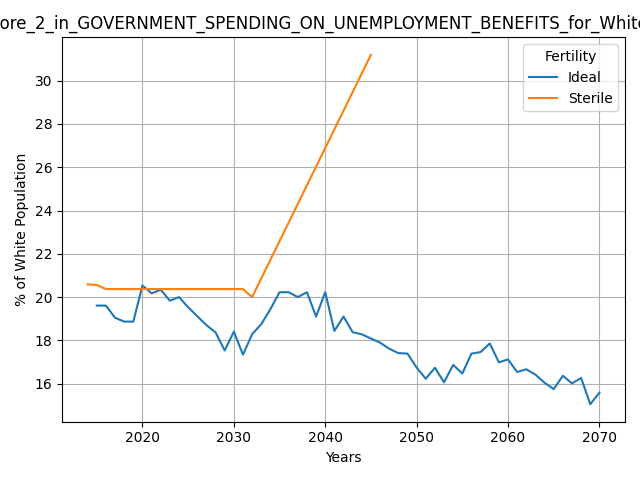 ore_2_in_GOVERNMENT_SPENDING_ON_UNEMPLOYMENT_BENEFITS_for_White
Fertility
Ideal
Sterile
% of White Population
30
28
26
24
22
20
18
16
2020
2030
2040
2050
2060
2070
Years